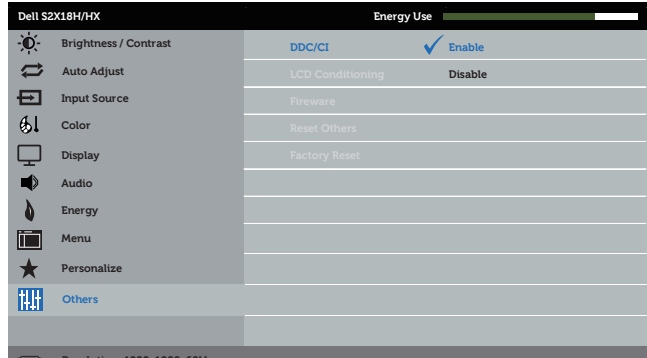 Dell S2X18H/HX Energy Use
Brightness / Contrast DDC/CI Enable
Auto Adjust LCD Conditioning Disable
Input Source Fireware
Color Reset Others
Display Factory Reset
Audio
Energy
Menu
Personalize
Others